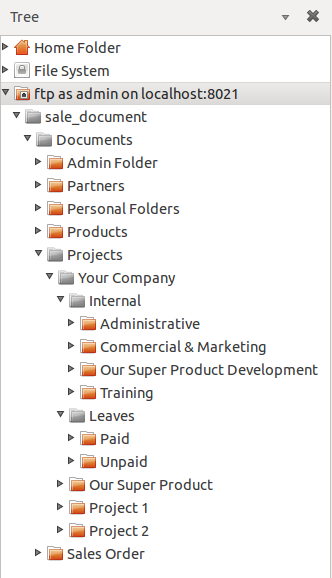 Tree
Home Folder
File System
ftp as admin on localhost:8021
sale_document
Documents
Admin Folder
Partners
Personal Folders
Products
Projects
Your Company
Internal
Administrative
Commercial & Marketing
Our Super Product Development
Training
Leaves
Paid
Unpaid
Our Super Product
Project 1
Project 2
Sales Order